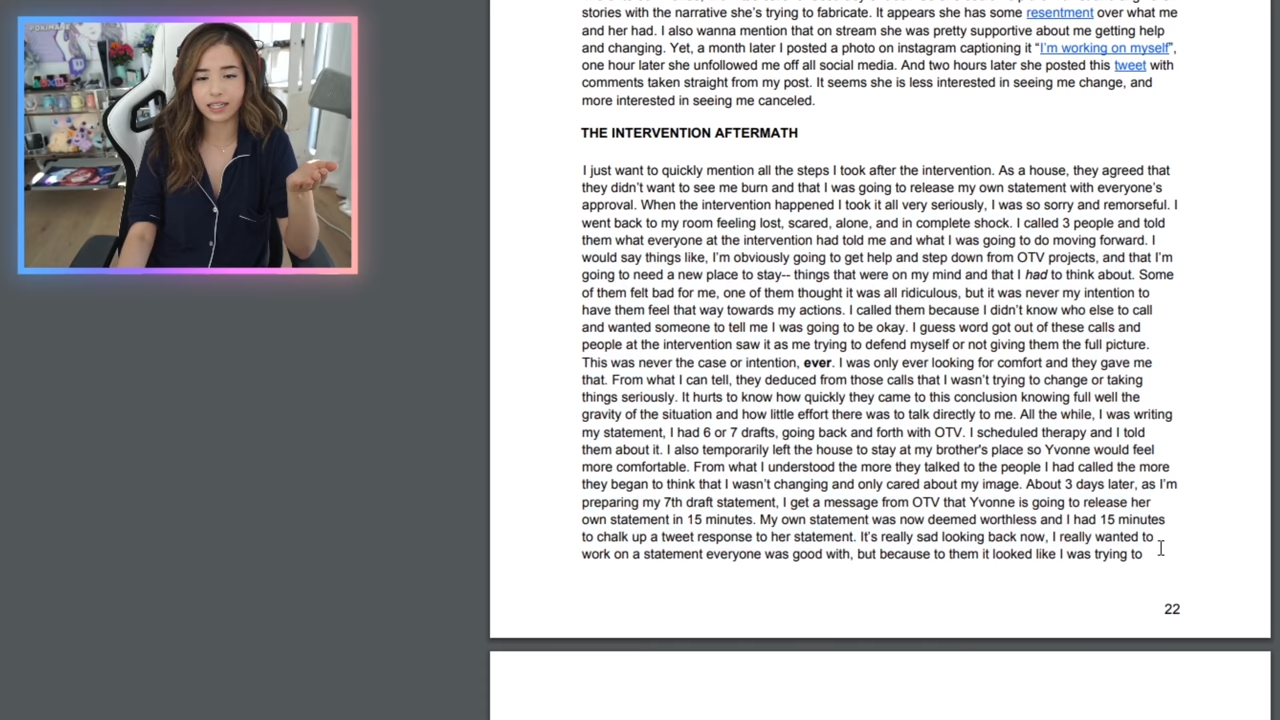 POKIMANE
stories with the narrative she's trying to fabricate. It appears she has some resentment over what me
and her had. I also wanna mention that on stream she was pretty supportive about me getting help
and changing. Yet, a month later I posted a photo on instagram captioning it “I'm working on myself”,
one hour later she unfollowed me off all social media. And two hours later she posted this tweet with
comments taken straight from my post. It seems she is less interested in seeing me change, and
more interested in seeing me canceled.
THE INTERVENTION AFTERMATH
I just want to quickly mention all the steps I took after the intervention. As a house, they agreed that
they didn't want to see me burn and that I was going to release my own statement with everyone's
approval. When the intervention happened I took it all very seriously, I was so sorry and remorseful. I
went back to my room feeling lost, scared, alone, and in complete shock. I called 3 people and told
them what everyone at the intervention had told me and what I was going to do moving forward. I
would say things like, I'm obviously going to get help and step down from OTV projects, and that I'm
going to need a new place to stay-- things that were on my mind and that I had to think about. Some
of them felt bad for me, one of them thought it was all ridiculous, but it was never my intention to
have them feel that way towards my actions. I called them because I didn't know who else to call
and wanted someone to tell me I was going to be okay. I guess word got out of these calls and
people at the intervention saw it as me trying to defend myself or not giving them the full picture.
This was never the case or intention, ever. I was only ever looking for comfort and they gave me
that. From what I can tell, they deduced from those calls that I wasn't trying to change or taking
things seriously. It hurts to know how quickly they came to this conclusion knowing full well the
gravity of the situation and how little effort there was to talk directly to me. All the while, I was writing
my statement, I had 6 or 7 drafts, going back and forth with OTV. I scheduled therapy and I told
them about it. I also temporarily left the house to stay at my brother's place so Yvonne would feel
more comfortable. From what I understood the more they talked to the people I had called the more
they began to think that I wasn't changing and only cared about my image. About 3 days later, as I'm
preparing my 7th draft statement, I get a message from OTV that Yvonne is going to release her
own statement in 15 minutes. My own statement was now deemed worthless and I had 15 minutes
to chalk up a tweet response to her statement. It's really sad looking back now, I really wanted to
work on a statement everyone was good with, but because to them it looked like I was trying to
22